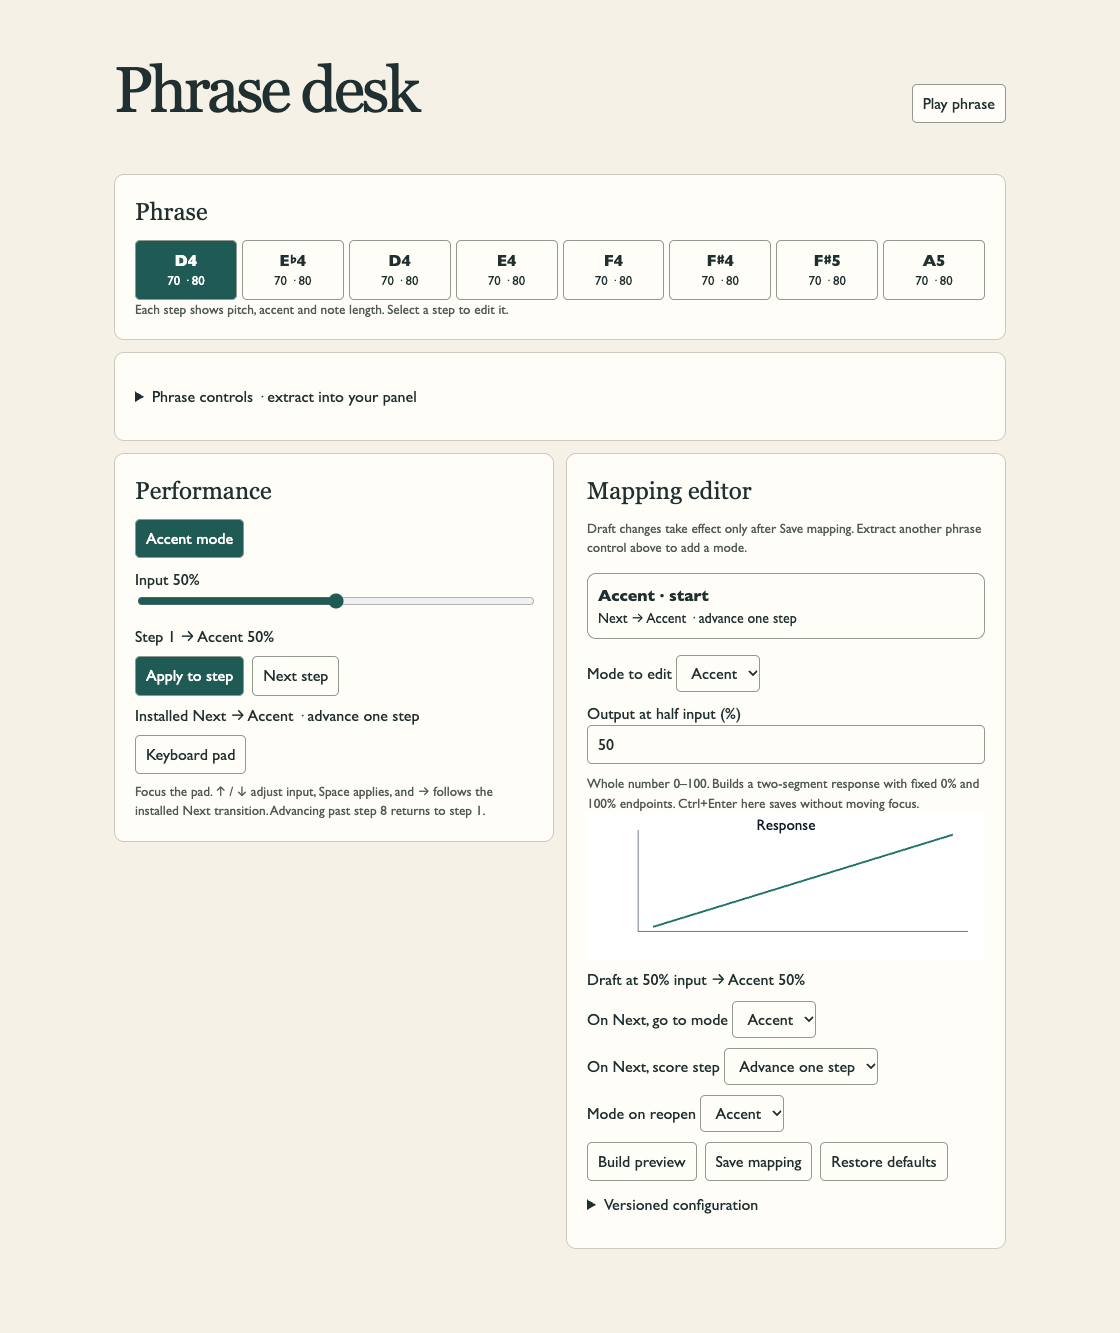 Phrase desk
Play phrase
Phrase
D4
70 · 80
E♭4
70 · 80
D4
70 · 80
E4
70 · 80
F4
70 · 80
F♯4
70 · 80
F♯5
70 · 80
A5
70 · 80
Each step shows pitch, accent and note length. Select a step to edit it.
Phrase controls · extract into your panel
Performance
Accent mode
Input 50%
Step 1 → Accent 50%
Apply to step
Next step
Installed Next → Accent · advance one step
Keyboard pad
Focus the pad. ↑ / ↓ adjust input, Space applies, and → follows the
installed Next transition. Advancing past step 8 returns to step 1.
Mapping editor
Draft changes take effect only after Save mapping. Extract another phrase
control above to add a mode.
Accent · start
Next → Accent · advance one step
Mode to edit Accent
Output at half input (%)
50
Whole number 0–100. Builds a two-segment response with fixed 0% and
100% endpoints. Ctrl+Enter here saves without moving focus.
Response
Draft at 50% input → Accent 50%
On Next, go to mode Accent
On Next, score step Advance one step
Mode on reopen Accent
Build preview
Save mapping
Restore defaults
Versioned configuration